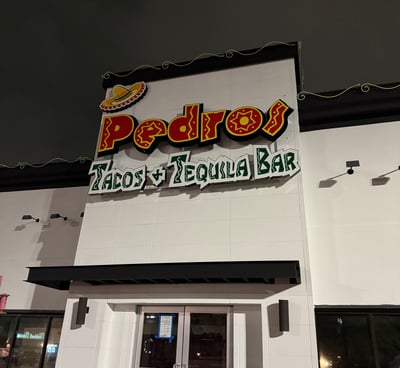 Pedros
TACOS + TEQUILA BAR